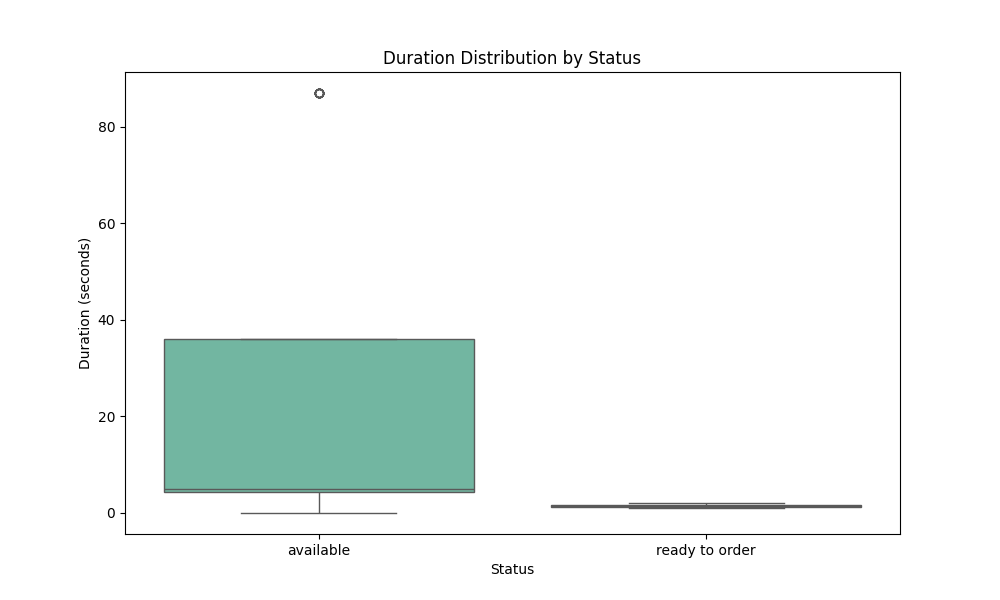 Duration Distribution by Status
Duration (seconds)
80
60
40
20
0
available
ready to order
Status